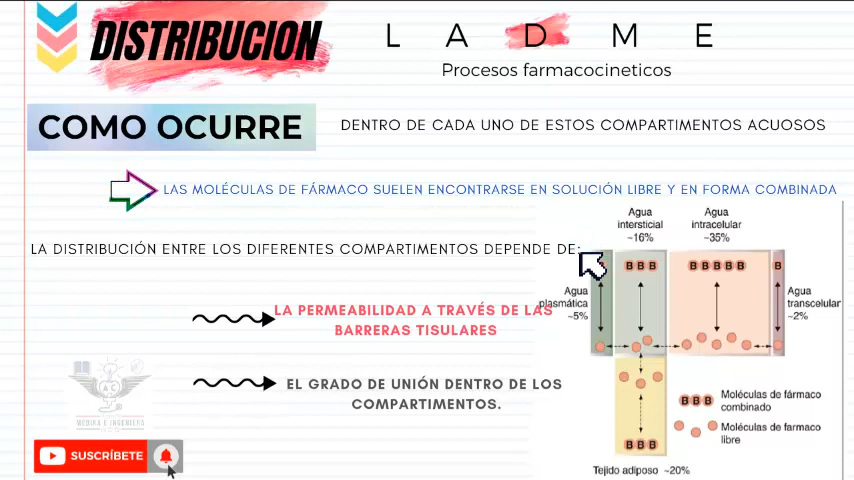 DISTRIBUCION
L A D M E
Procesos farmacocineticos
COMO OCURRE
DENTRO DE CADA UNO DE ESTOS COMPARTIMENTOS ACUOSOS
LAS MOLÉCULAS DE FÁRMACO SUELEN ENCONTRARSE EN SOLUCIÓN LIBRE Y EN FORMA COMBINADA
LA DISTRIBUCIÓN ENTRE LOS DIFERENTES COMPARTIMENTOS DEPENDE DE:
LA PERMEABILIDAD A TRAVÉS DE LAS
BARRERAS TISULARES
EL GRADO DE UNIÓN DENTRO DE LOS
COMPARTIMENTOS.
Agua
intersticial
~16%
Agua
intracelular
~35%
B B B
B B B B B
B
Agua
plasmática
~5%
Agua
transcelular
~2%
B B B
Tejido adiposo ~20%
B B B
Moléculas de fármaco
combinado
Moléculas de farmaco
libre
MEDINA E INGENIERO
SUSCRÍBETE